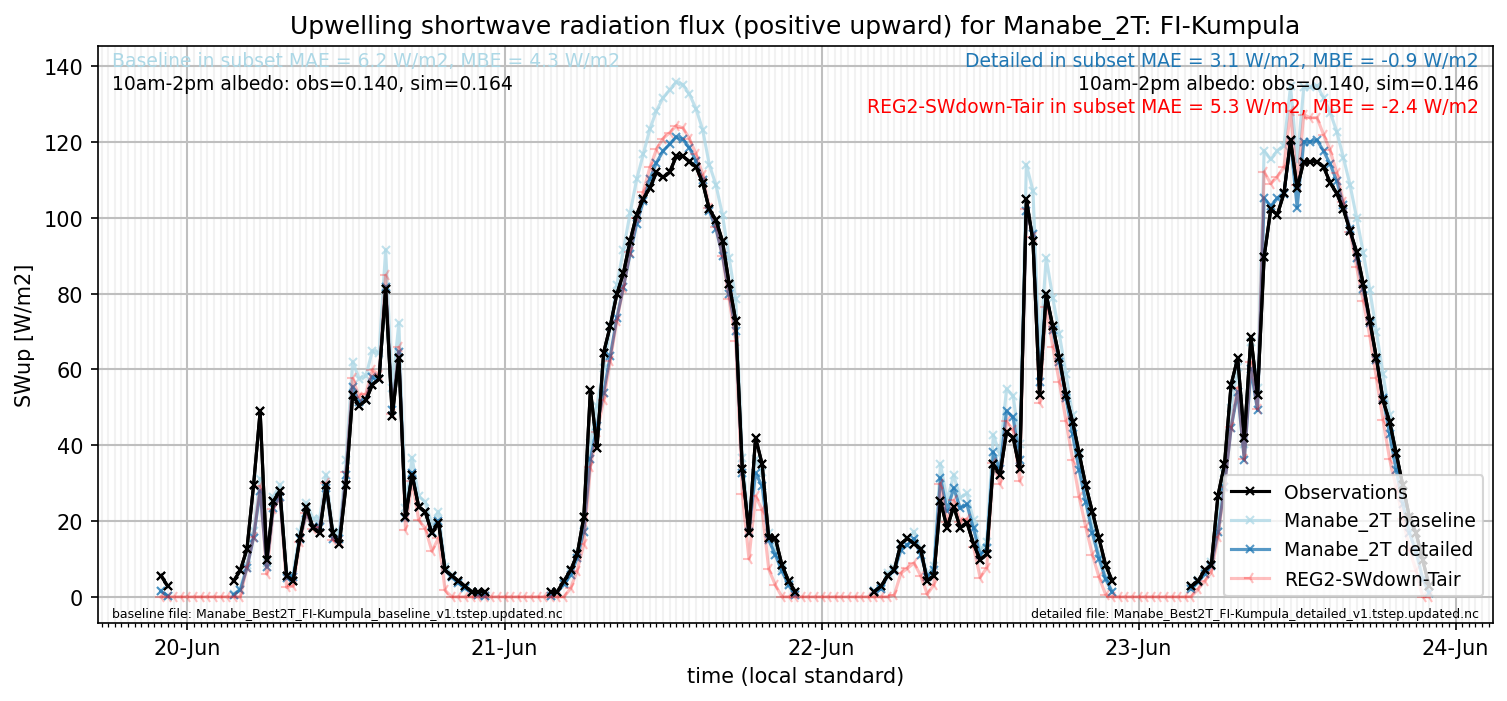 Upwelling shortwave radiation flux (positive upward) for Manabe_2T: FI-Kumpula
Baseline in subset MAE = 6.2 W/m2, MBE = 4.3 W/m2
10am-2pm albedo: obs=0.140, sim=0.164
Detailed in subset MAE = 3.1 W/m2, MBE = -0.9 W/m2
10am-2pm albedo: obs=0.140, sim=0.146
REG2-SWdown-Tair in subset MAE = 5.3 W/m2, MBE = -2.4 W/m2
SWup [W/m2]
140
120
100
80
60
40
20
0
Observations
Manabe_2T baseline
Manabe_2T detailed
REG2-SWdown-Tair
baseline file: Manabe_Best2T_FI-Kumpula_baseline_v1.tstep.updated.nc
detailed file: Manabe_Best2T_FI-Kumpula_detailed_v1.tstep.updated.nc
20-Jun
21-Jun
22-Jun
23-Jun
24-Jun
time (local standard)